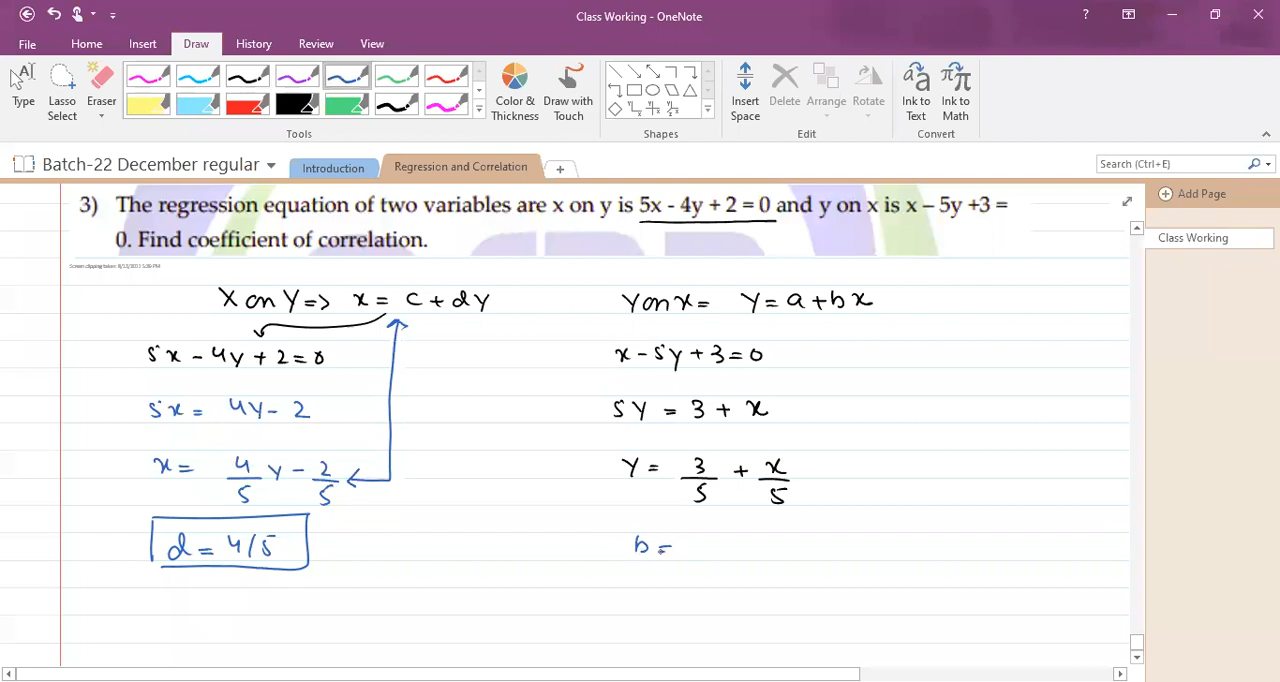 Class Working - OneNote
File Home Insert Draw History Review View
Type Lasso Select Eraser Color & Thickness Draw with Touch Insert Space Delete Arrange Rotate Ink to Text Ink to Math
Tools Shapes Edit Convert
Batch-22 December regular Introduction Regression and Correlation Search (Ctrl+E)
Add Page
Class Working
3) The regression equation of two variables are x on y is 5x - 4y + 2 = 0 and y on x is x – 5y +3 =
0. Find coefficient of correlation.
X on Y => x = c + dy
Y on x = Y = a + bx
5x - 4y + 2 = 0
x - 5y + 3 = 0
5x = 4y - 2
5y = 3 + x
x = 4/5 y - 2/5
y = 3/5 + x/5
d = 4/5
b =